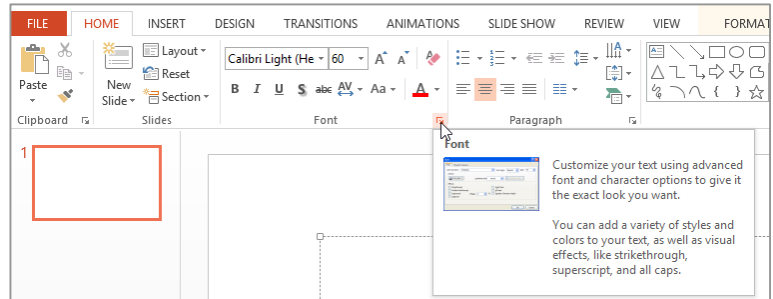 FILE HOME INSERT DESIGN TRANSITIONS ANIMATIONS SLIDE SHOW REVIEW VIEW FORMAT
Paste
New
Slide
Layout
Reset
Section
Calibri Light (He 60 A A
B I U S abc AV Aa A
Clipboard Slides Font Paragraph
1
Font
Customize your text using advanced
font and character options to give it
the exact look you want.
You can add a variety of styles and
colors to your text, as well as visual
effects, like strikethrough,
superscript, and all caps.